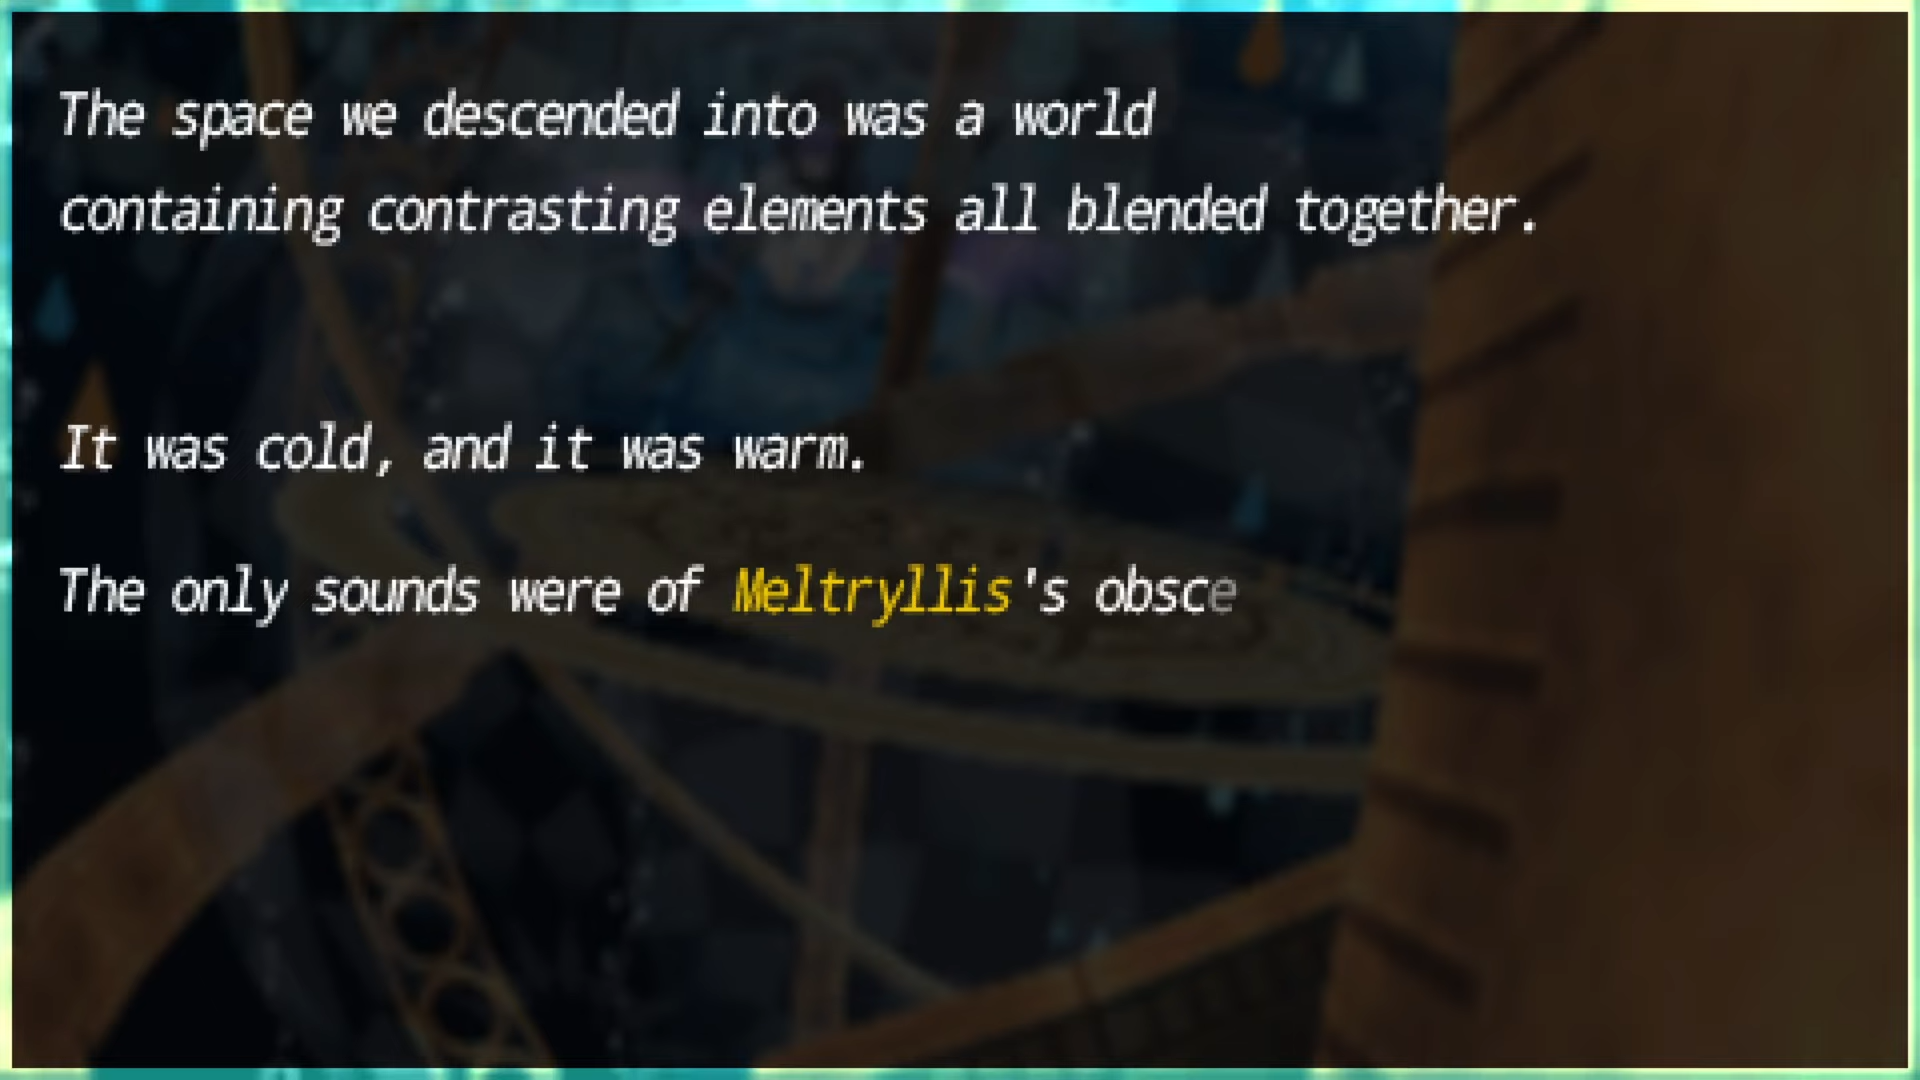 The space we descended into was a world
containing contrasting elements all blended together.
It was cold, and it was warm.
The only sounds were of Meltryllis's obsce